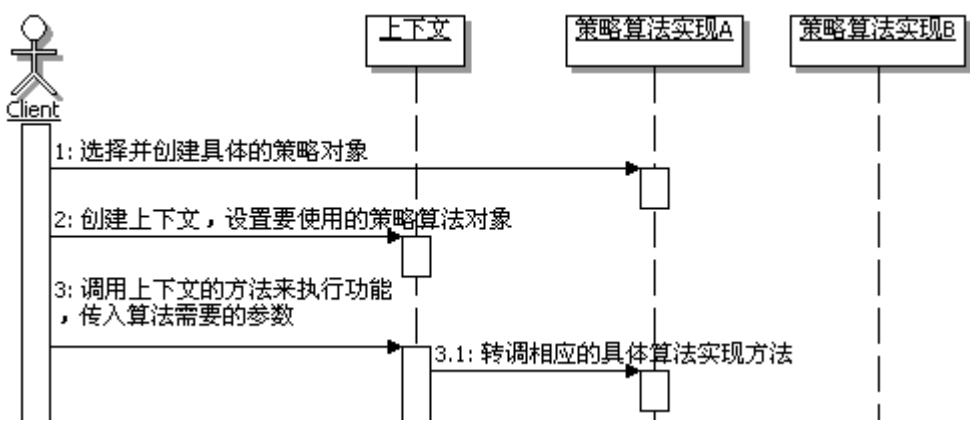 上下文
策略算法实现A
策略算法实现B
Client
1: 选择并创建具体的策略对象
2: 创建上下文，设置要使用的策略算法对象
3: 调用上下文的方法来执行功能
，传入算法需要的参数
3.1: 转调相应的具体算法实现方法